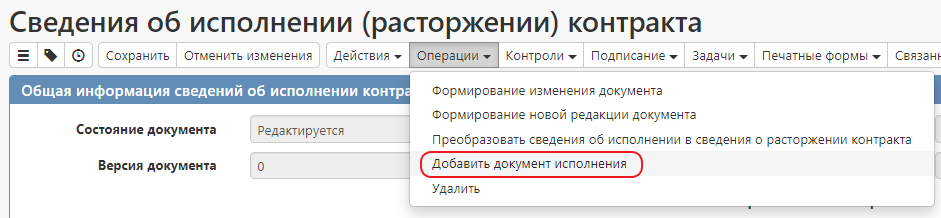 Сведения об исполнении (расторжении) контракта
Сохранить Отменить изменения Действия Операции Контроли Подписание Задачи Печатные формы Связан
Общая информация сведений об исполнении контра
Формирование изменения документа
Формирование новой редакции документа
Состояние документа Редактируется
Преобразовать сведения об исполнении в сведения о расторжении контракта
Версия документа 0
Добавить документ исполнения
Удалить